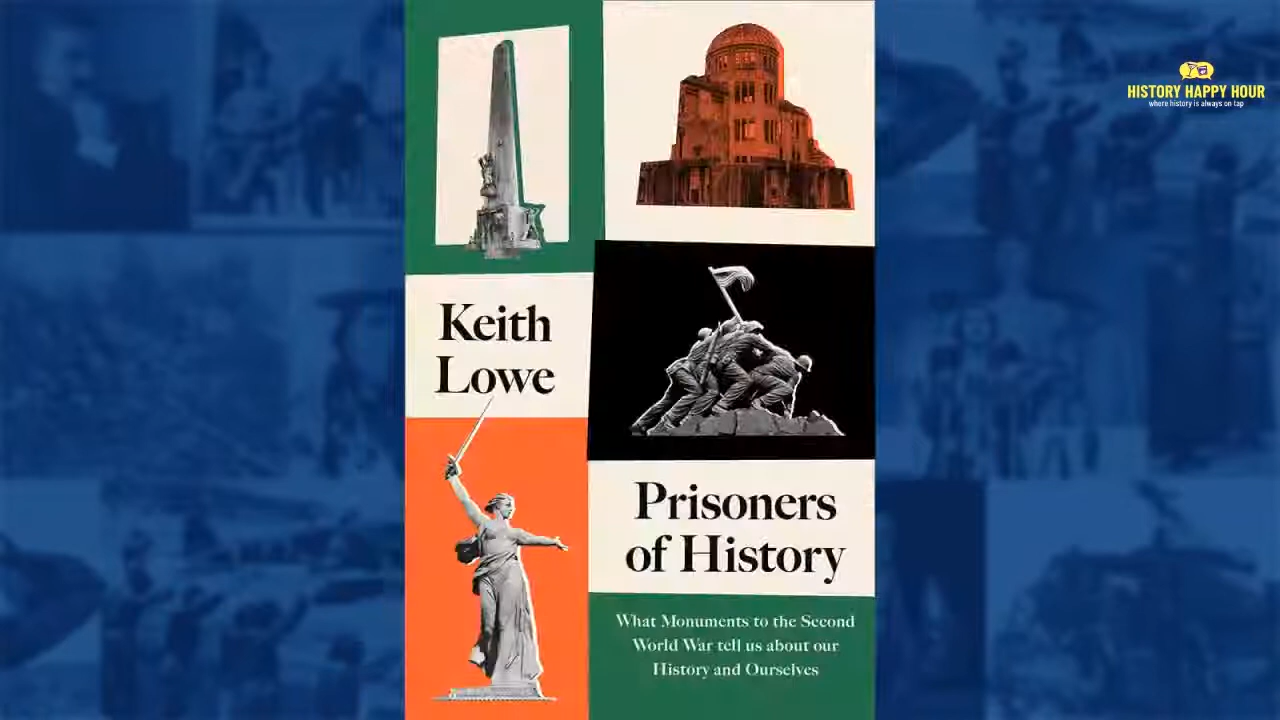 HISTORY HAPPY HOUR
where history is always on tap
Keith
Lowe
Prisoners
of History
What Monuments to the Second
World War tell us about our
History and Ourselves